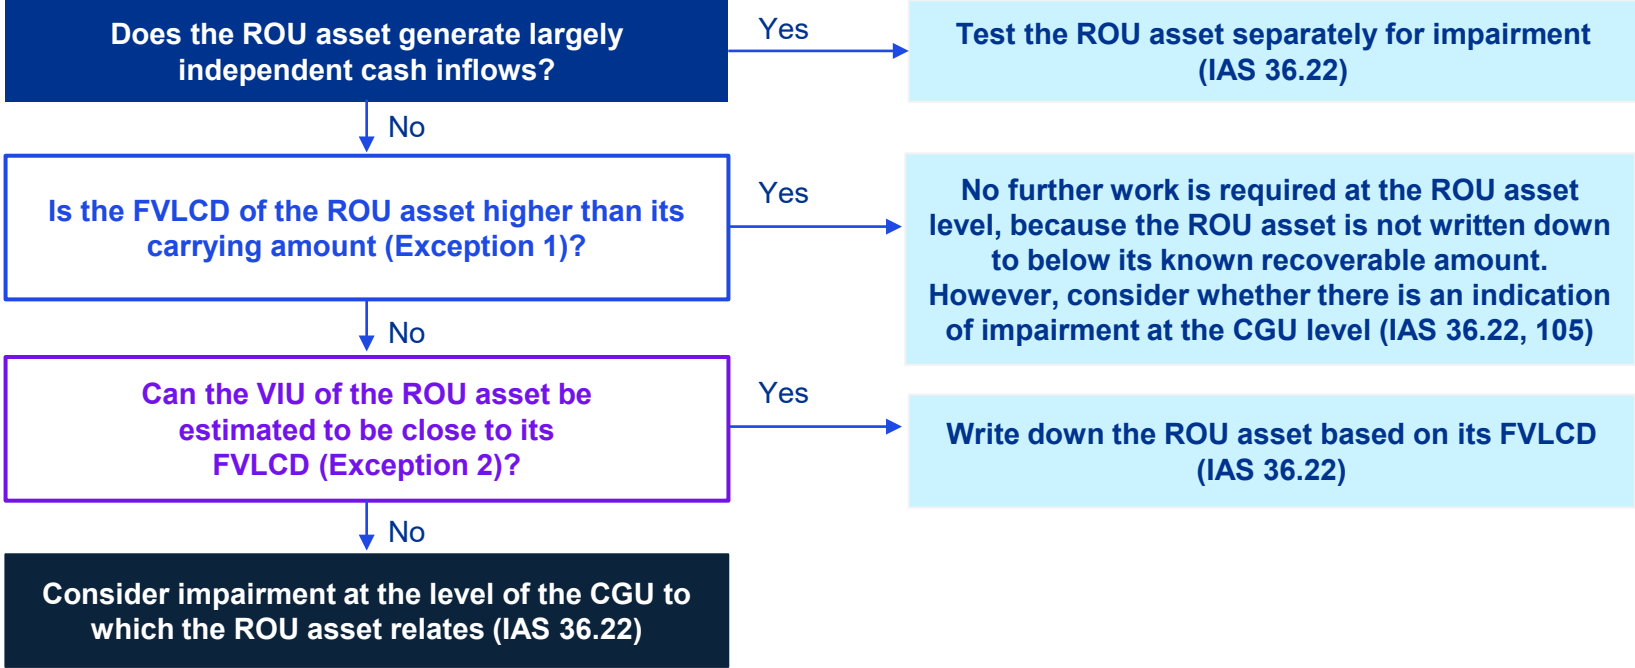 Does the ROU asset generate largely
independent cash inflows?
Yes
Test the ROU asset separately for impairment
(IAS 36.22)
No
Is the FVLCD of the ROU asset higher than its
carrying amount (Exception 1)?
Yes
No further work is required at the ROU asset
level, because the ROU asset is not written down
to below its known recoverable amount.
However, consider whether there is an indication
of impairment at the CGU level (IAS 36.22, 105)
No
Can the VIU of the ROU asset be
estimated to be close to its
FVLCD (Exception 2)?
Yes
Write down the ROU asset based on its FVLCD
(IAS 36.22)
No
Consider impairment at the level of the CGU to
which the ROU asset relates (IAS 36.22)